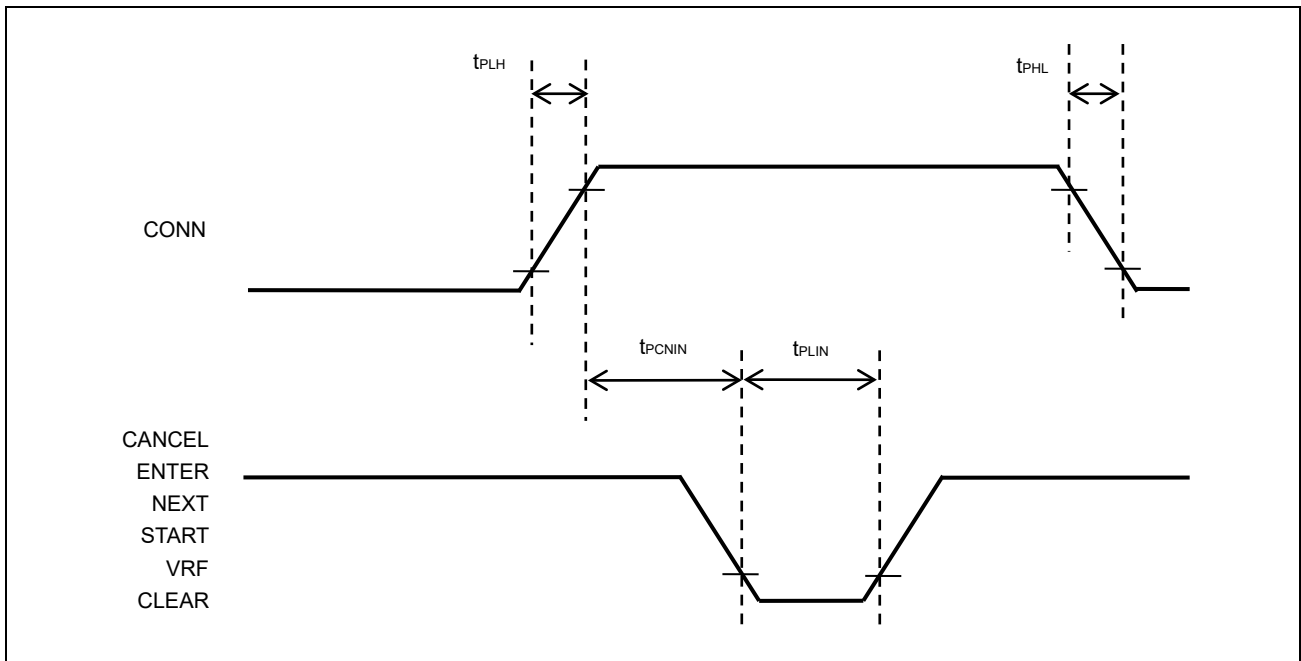 tPLH
tPHL
CONN
tPCNIN
tPLIN
CANCEL
ENTER
NEXT
START
VRF
CLEAR